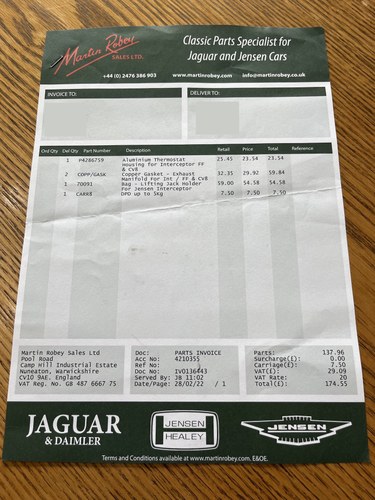 Martin Robey
SALES LTD.
Classic Parts Specialist for
Jaguar and Jensen Cars
+44 (0) 2476 386 903 www.martinrobey.com info@martinrobey.co.uk
INVOICE TO: DELIVER TO:
Ord Qty Del Qty Part Number Description Retail Price Total Reference
1 P4286759 Aluminium Thermostat 25.45 23.54 23.54
Housing for Interceptor FF
& CV8
2 CEPP/GASK Copper Gasket - Exhaust 32.35 29.92 59.84
Manifold For Int / FF & CV8
1 70091 Bag - Lifting Jack Holder 59.00 54.58 54.58
For Jensen Interceptor
1 CARR8 DPD up to 5kg 7.50 7.50 7.50
Martin Robey Sales Ltd
Pool Road
Camp Hill Industrial Estate
Nuneaton, Warwickshire
CV10 9AE. England
VAT Reg. No. GB 487 6667 75
Doc: PARTS INVOICE
Acc No: 4210355
Ref No:
Doc No: IVO136443
Served By: JB 11:02
Date/Page: 28/02/22 / 1
Parts: 137.96
Surcharge(£): 0.00
Carriage(£): 7.50
VAT(£): 29.09
VAT Rate: 20
Total(£): 174.55
JAGUAR
& DAIMLER
JENSEN
HEALEY
JENSEN
Terms and Conditions available at www.martinrobey.com. E&OE.